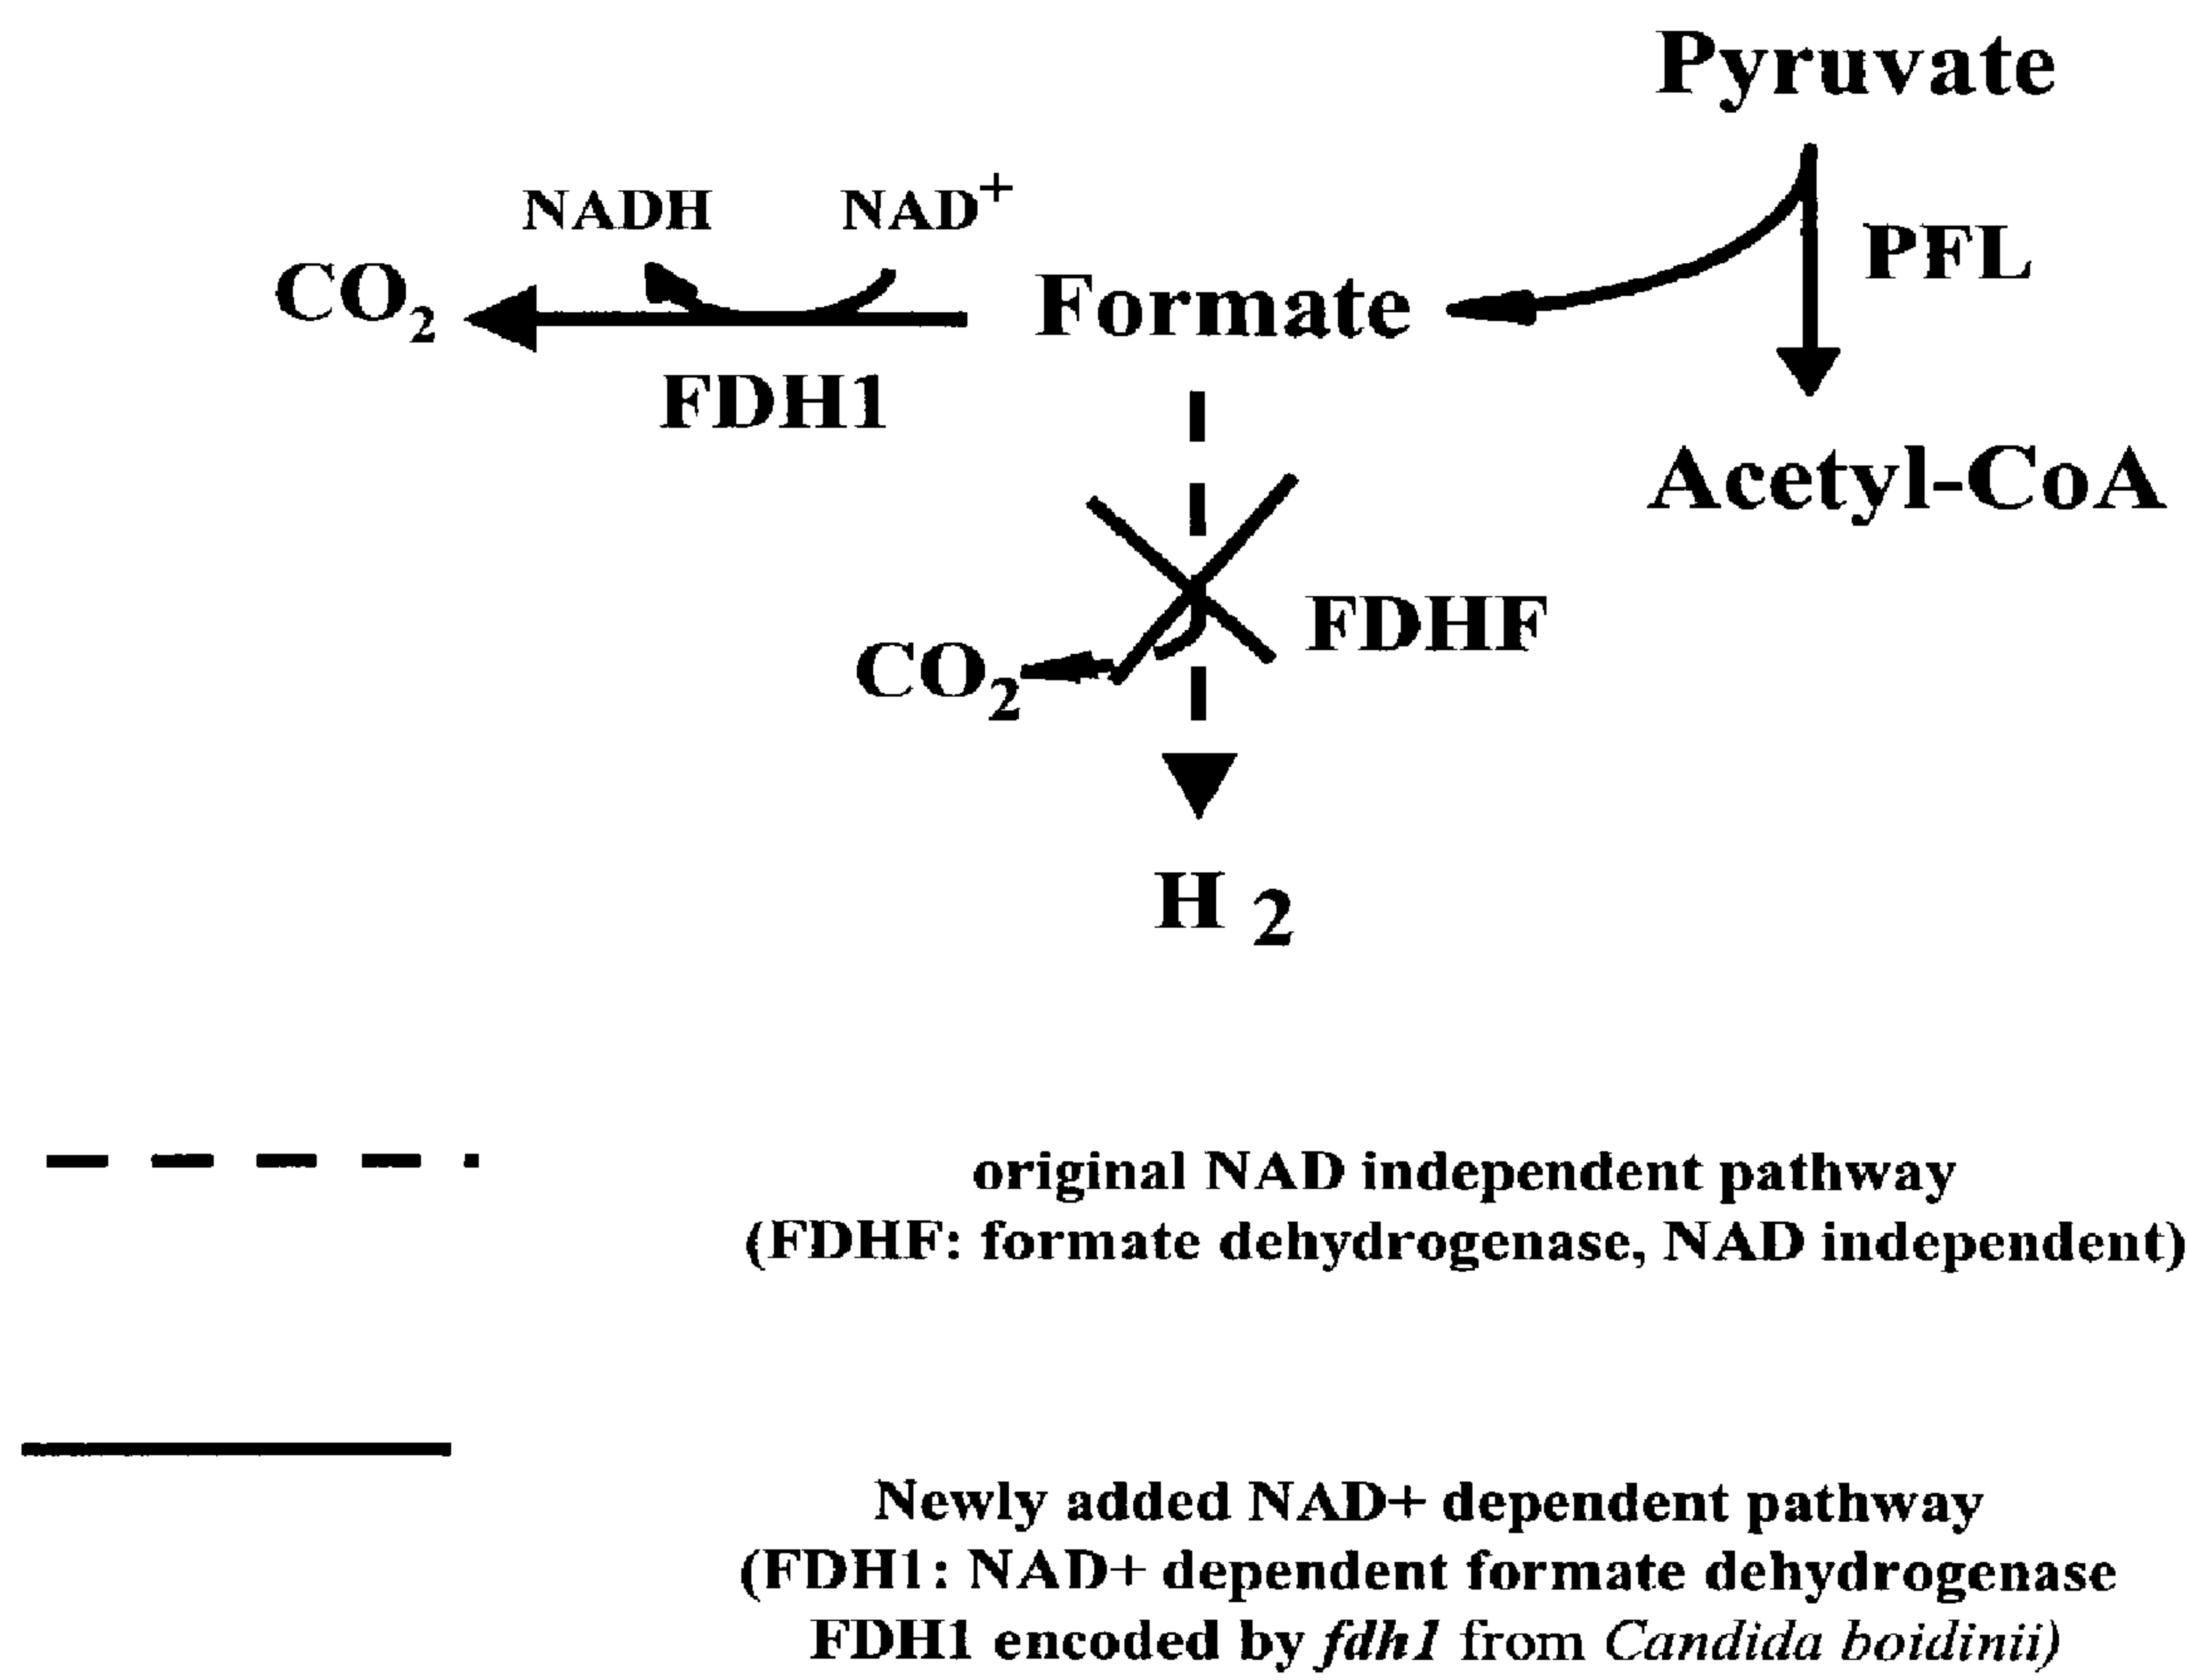 Pyruvate
NADH
NAD+
PFL
CO2
Formate
FDH1
Acetyl-CoA
FDHF
CO2
H 2
original NAD independent pathway
(FDHF: formate dehydrogenase, NAD independent)
Newly added NAD+ dependent pathway
(FDH1: NAD+ dependent formate dehydrogenase
FDH1 encoded by fdh1 from Candida boidinii)